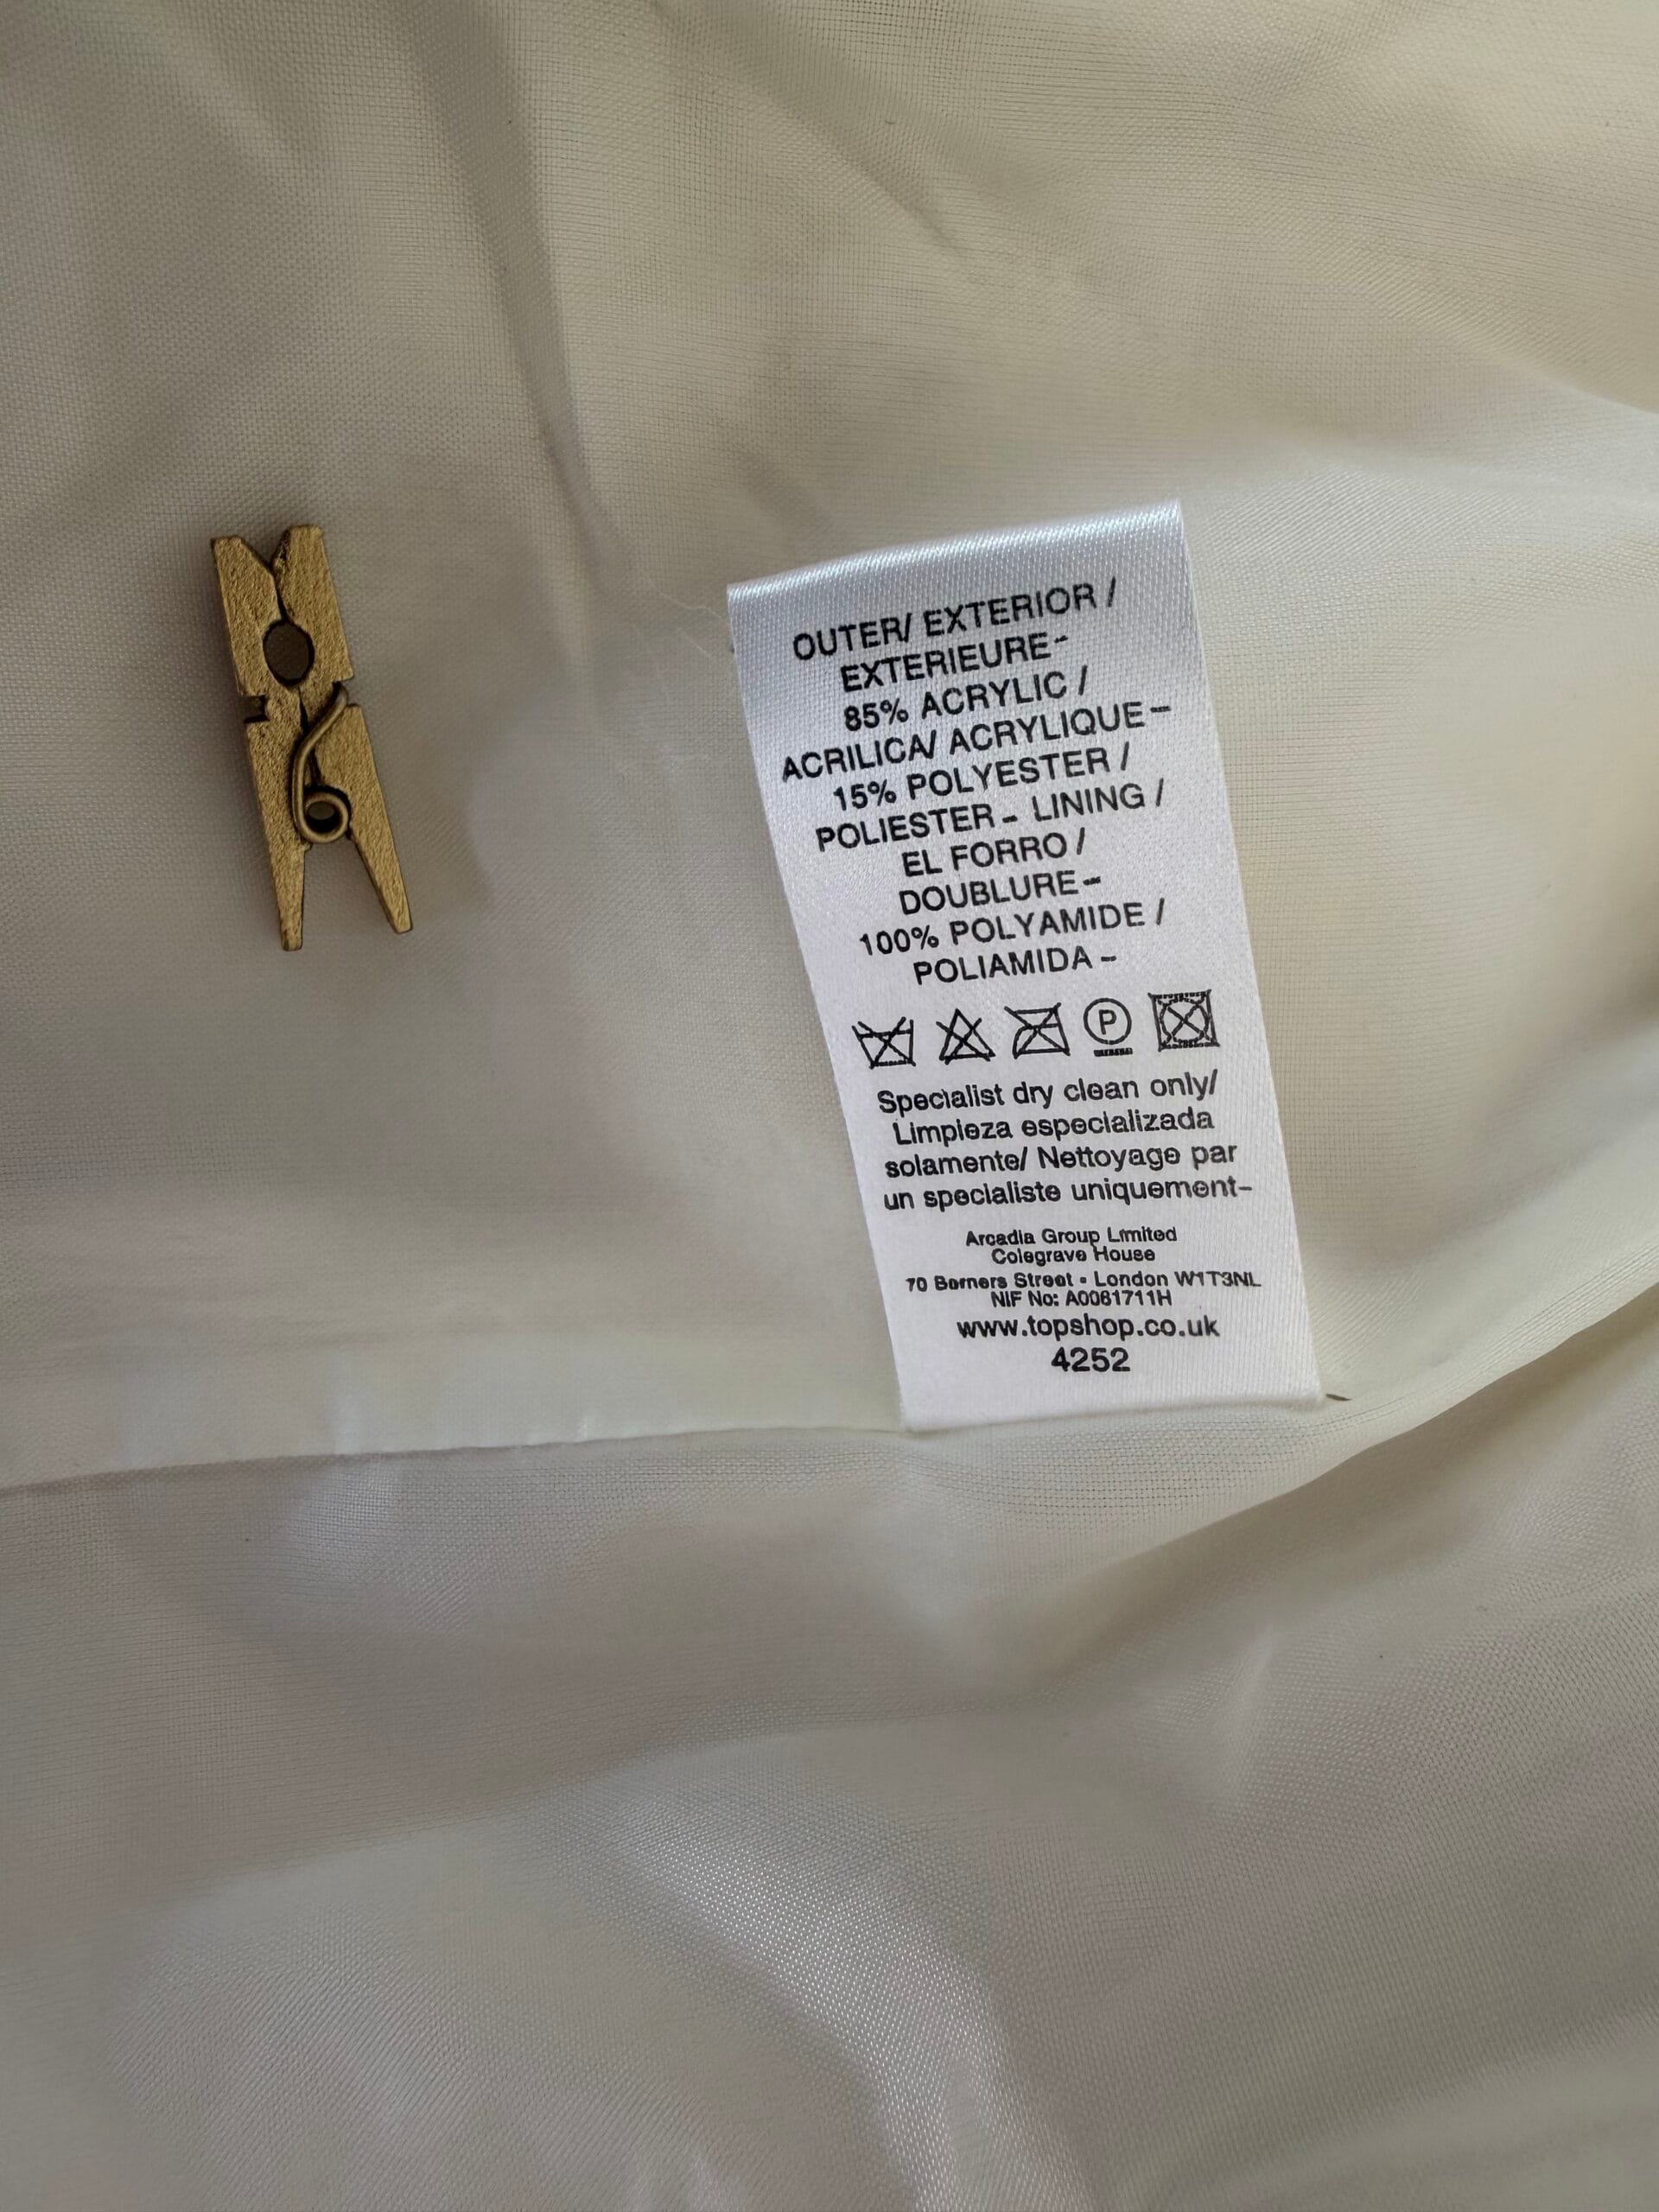 OUTER/ EXTERIOR /
EXTERIEURE-
85% ACRYLIC /
ACRILICA/ ACRYLIQUE-
15% POLYESTER /
POLIESTER- LINING /
EL FORRO /
DOUBLURE-
100% POLYAMIDE /
POLIAMIDA-
P
Specialist dry clean only/
Limpieza especializada
solamente/ Nettoyage par
un specialiste uniquement-
Arcadia Group Limited
Colegrave House
70 Berners Street • London W1T3NL
NIF No: A0061711H
www.topshop.co.uk
4252